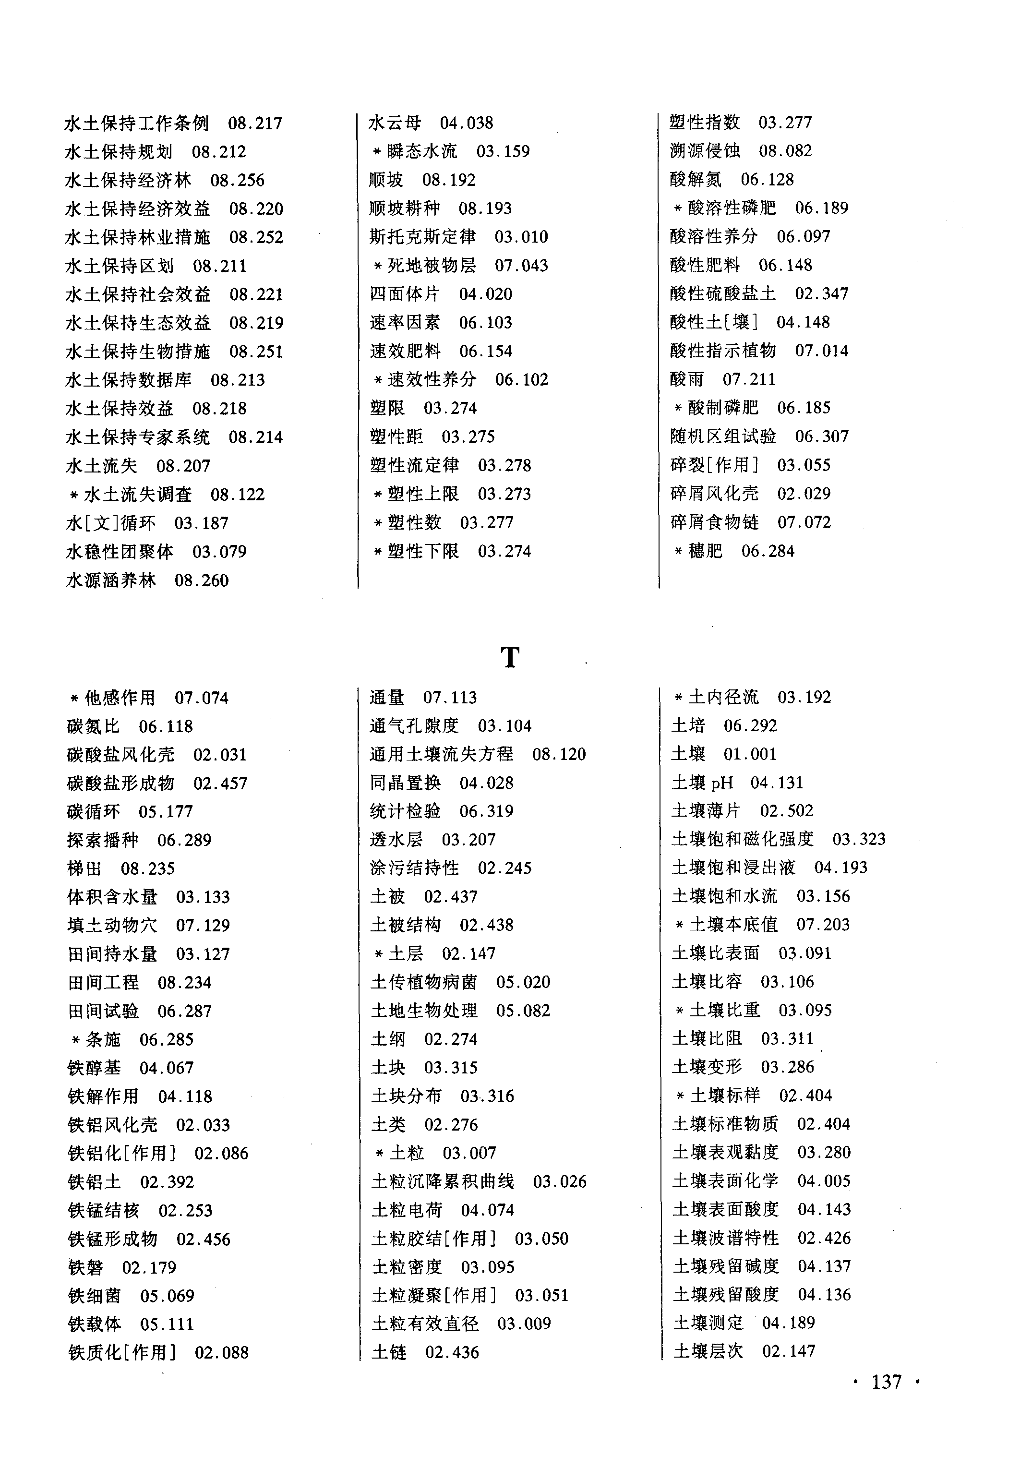 水土保持工作条例 08.217
水土保持规划 08.212
水土保持经济林 08.256
水土保持经济效益 08.220
水土保持林业措施 08.252
水土保持区划 08.211
水土保持社会效益 08.221
水土保持生态效益 08.219
水土保持生物措施 08.251
水土保持数据库 08.213
水土保持效益 08.218
水土保持专家系统 08.214
水土流失 08.207
*水土流失调查 08.122
水[文]循环 03.187
水稳性团聚体 03.079
水源涵养林 08.260
水云母 04.038
*瞬态水流 03.159
顺坡 08.192
顺坡耕种 08.193
斯托克斯定律 03.010
*死地被物层 07.043
四面体片 04.020
速率因素 06.103
速效肥料 06.154
*速效性养分 06.102
塑限 03.274
塑性距 03.275
塑性流定律 03.278
*塑性上限 03.273
*塑性数 03.277
*塑性下限 03.274
塑性指数 03.277
溯源侵蚀 08.082
酸解氮 06.128
*酸溶性磷肥 06.189
酸溶性养分 06.097
酸性肥料 06.148
酸性硫酸盐土 02.347
酸性土[壤] 04.148
酸性指示植物 07.014
酸雨 07.211
*酸制磷肥 06.185
随机区组试验 06.307
碎裂[作用] 03.055
碎屑风化壳 02.029
碎屑食物链 07.072
*穗肥 06.284
T
*他感作用 07.074
碳氮比 06.118
碳酸盐风化壳 02.031
碳酸盐形成物 02.457
碳循环 05.177
探索播种 06.289
梯田 08.235
体积含水量 03.133
填土动物穴 07.129
田间持水量 03.127
田间工程 08.234
田间试验 06.287
*条施 06.285
铁醇基 04.067
铁解作用 04.118
铁铝风化壳 02.033
铁铝化[作用] 02.086
铁铝土 02.392
铁锰结核 02.253
铁锰形成物 02.456
铁磐 02.179
铁细菌 05.069
铁载体 05.111
铁质化[作用] 02.088
通量 07.113
通气孔隙度 03.104
通用土壤流失方程 08.120
同晶置换 04.028
统计检验 06.319
透水层 03.207
涂污结持性 02.245
土被 02.437
土被结构 02.438
*土层 02.147
土传植物病菌 05.020
土地生物处理 05.082
土纲 02.274
土块 03.315
土块分布 03.316
土类 02.276
*土粒 03.007
土粒沉降累积曲线 03.026
土粒电荷 04.074
土粒胶结[作用] 03.050
土粒密度 03.095
土粒凝聚[作用] 03.051
土粒有效直径 03.009
土链 02.436
*土内径流 03.192
土培 06.292
土壤 01.001
土壤 pH 04.131
土壤薄片 02.502
土壤饱和磁化强度 03.323
土壤饱和浸出液 04.193
土壤饱和水流 03.156
*土壤本底值 07.203
土壤比表面 03.091
土壤比容 03.106
*土壤比重 03.095
土壤比阻 03.311
土壤变形 03.286
*土壤标样 02.404
土壤标准物质 02.404
土壤表观黏度 03.280
土壤表面化学 04.005
土壤表面酸度 04.143
土壤波谱特性 02.426
土壤残留碱度 04.137
土壤残留酸度 04.136
土壤测定 04.189
土壤层次 02.147
· 137 ·